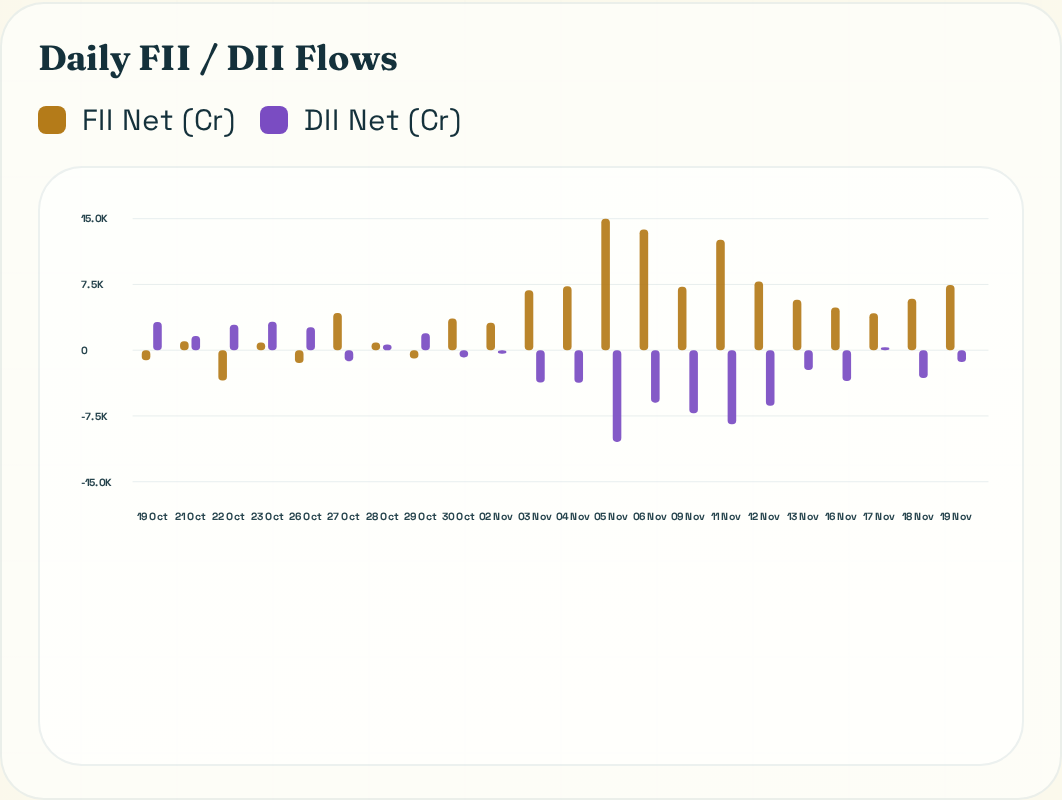 Daily FII / DII Flows
FII Net (Cr) DII Net (Cr)
15.0K
7.5K
0
-7.5K
-15.0K
19 Oct 21 Oct 22 Oct 23 Oct 26 Oct 27 Oct 28 Oct 29 Oct 30 Oct 02 Nov 03 Nov 04 Nov 05 Nov 06 Nov 09 Nov 11 Nov 12 Nov 13 Nov 16 Nov 17 Nov 18 Nov 19 Nov